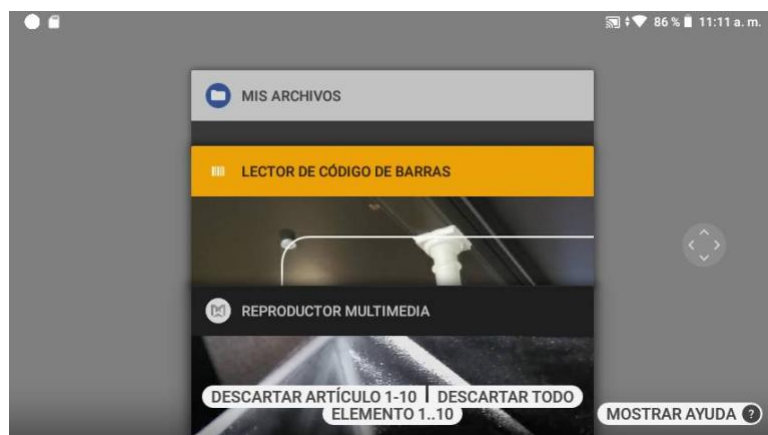 86 % 11:11 a. m.
MIS ARCHIVOS
LECTOR DE CÓDIGO DE BARRAS
REPRODUCTOR MULTIMEDIA
DESCARTAR ARTÍCULO 1-10 DESCARTAR TODO
ELEMENTO 1..10
MOSTRAR AYUDA ?